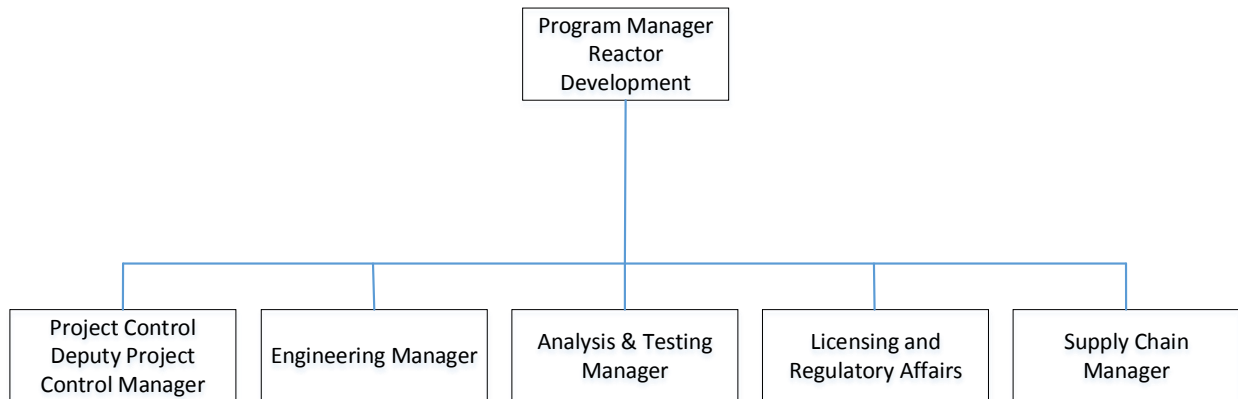 Program Manager
Reactor
Development
Project Control
Deputy Project
Control Manager
Engineering Manager
Analysis & Testing
Manager
Licensing and
Regulatory Affairs
Supply Chain
Manager